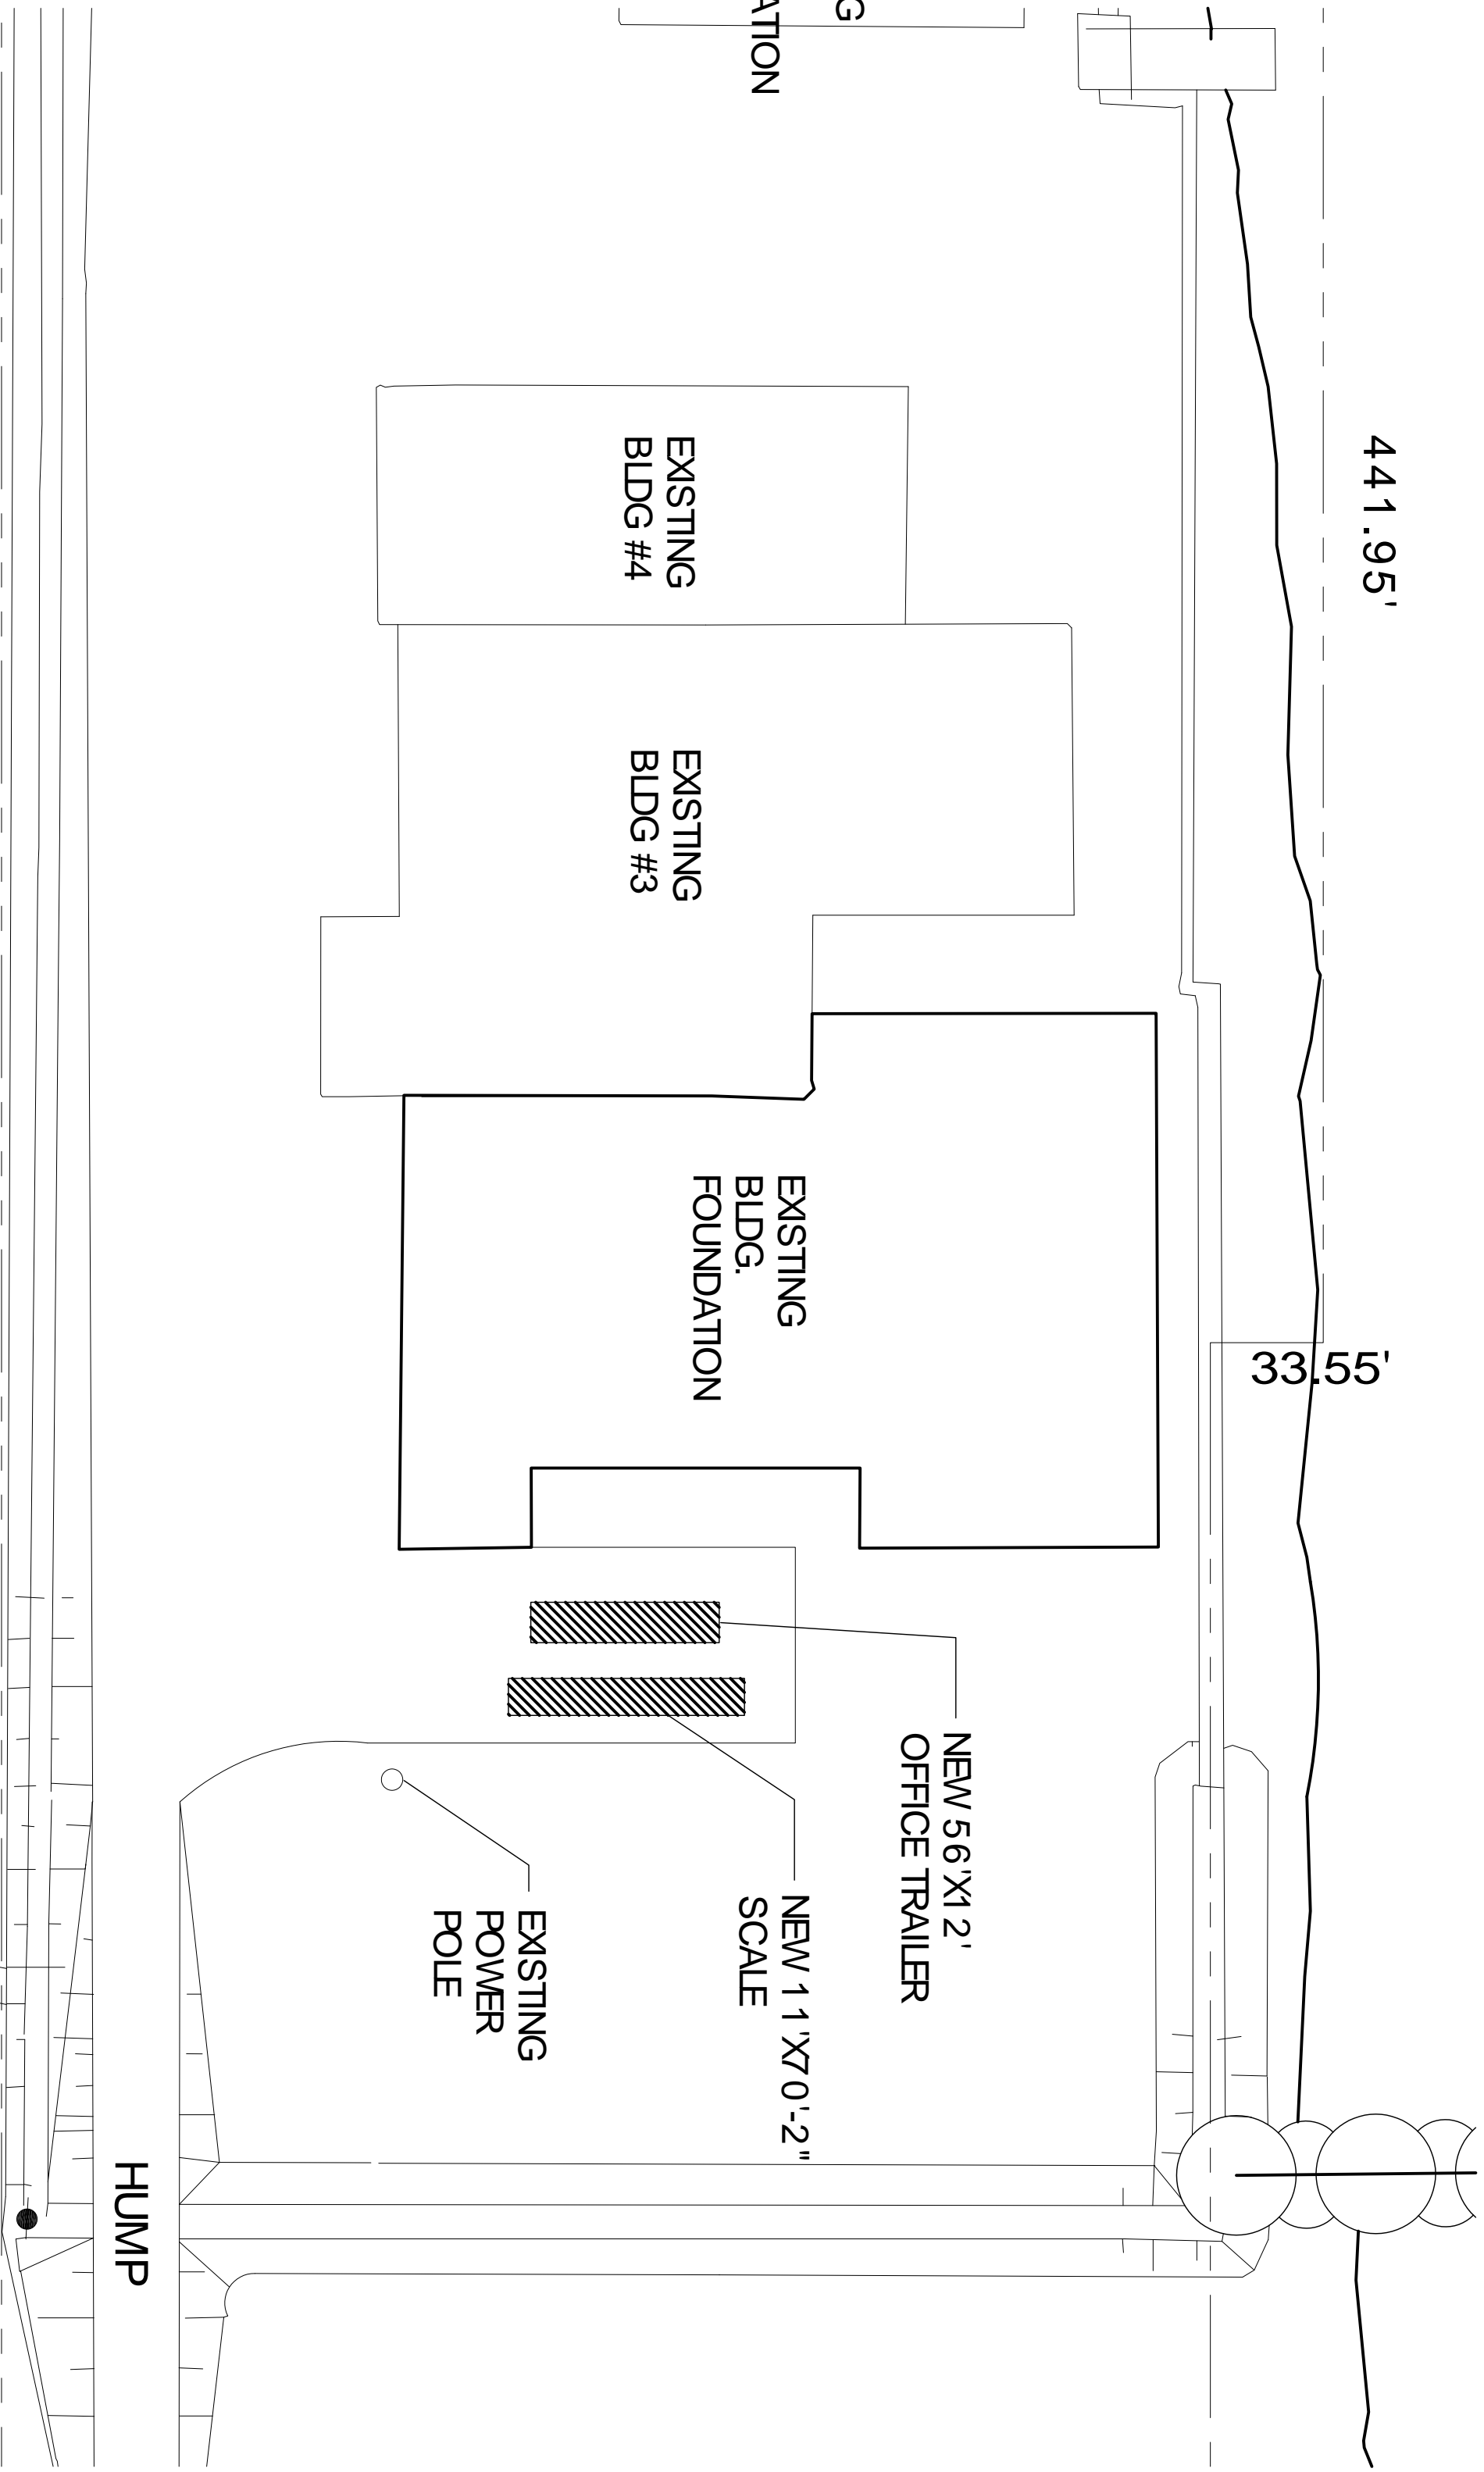 441.95'
EXISTING
BLDG #4
EXISTING
BLDG #3
EXISTING
BLDG.
FOUNDATION
33.55'
NEW 56'X12'
OFFICE TRAILER
NEW 11'X70'-2"
SCALE
EXISTING
POWER
POLE
HUMP
G
ATION